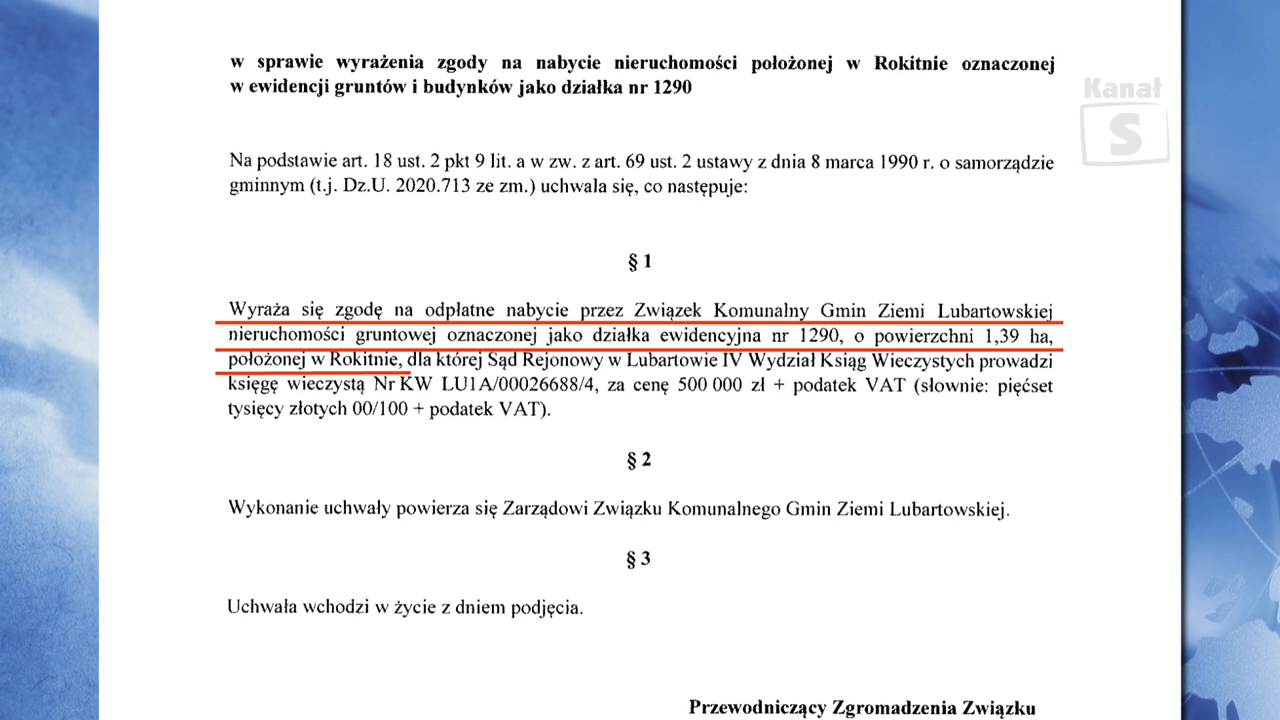 w sprawie wyrażenia zgody na nabycie nieruchomości położonej w Rokitnie oznaczonej
w ewidencji gruntów i budynków jako działka nr 1290
Kanał
S
Na podstawie art. 18 ust. 2 pkt 9 lit. a w zw. z art. 69 ust. 2 ustawy z dnia 8 marca 1990 r. o samorządzie
gminnym (t.j. Dz.U. 2020.713 ze zm.) uchwala się, co następuje:
§ 1
Wyraża się zgodę na odpłatne nabycie przez Związek Komunalny Gmin Ziemi Lubartowskiej
nieruchomości gruntowej oznaczonej jako działka ewidencyjna nr 1290, o powierzchni 1,39 ha,
położonej w Rokitnie, dla której Sąd Rejonowy w Lubartowie IV Wydział Ksiąg Wieczystych prowadzi
księgę wieczystą Nr KW LU1A/00026688/4, za cenę 500 000 zł + podatek VAT (słownie: pięćset
tysięcy złotych 00/100 + podatek VAT).
§ 2
Wykonanie uchwały powierza się Zarządowi Związku Komunalnego Gmin Ziemi Lubartowskiej.
§ 3
Uchwała wchodzi w życie z dniem podjęcia.
Przewodniczący Zgromadzenia Związku